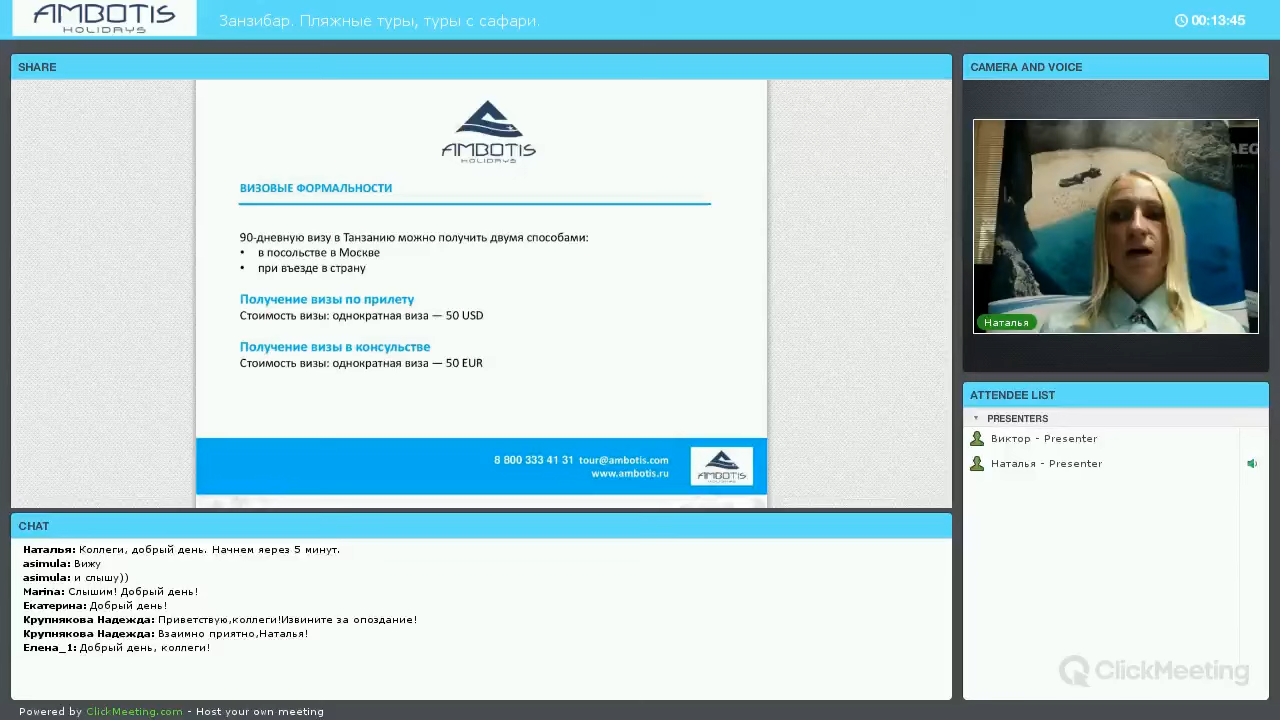 AMBOTIS
HOLIDAYS
Занзибар. Пляжные туры, туры с сафари.
00:13:45
SHARE
AMBOTIS
HOLIDAYS
ВИЗОВЫЕ ФОРМАЛЬНОСТИ
90-дневную визу в Танзанию можно получить двумя способами:
• в посольстве в Москве
• при въезде в страну
Получение визы по прилету
Стоимость визы: однократная виза — 50 USD
Получение визы в консульстве
Стоимость визы: однократная виза — 50 EUR
8 800 333 41 31 tour@ambotis.com
www.ambotis.ru
AMBOTIS
HOLIDAYS
CAMERA AND VOICE
AEG
Наталья
ATTENDEE LIST
PRESENTERS
Виктор - Presenter
Наталья - Presenter
CHAT
Наталья: Коллеги, добрый день. Начнем яерез 5 минут.
asimula: Вижу
asimula: и слышу))
Marina: Слышим! Добрый день!
Екатерина: Добрый день!
Крупнякова Надежда: Приветствую,коллеги!Извините за опоздание!
Крупнякова Надежда: Взаимно приятно,Наталья!
Елена_1: Добрый день, коллеги!
ClickMeeting
Powered by ClickMeeting.com - Host your own meeting